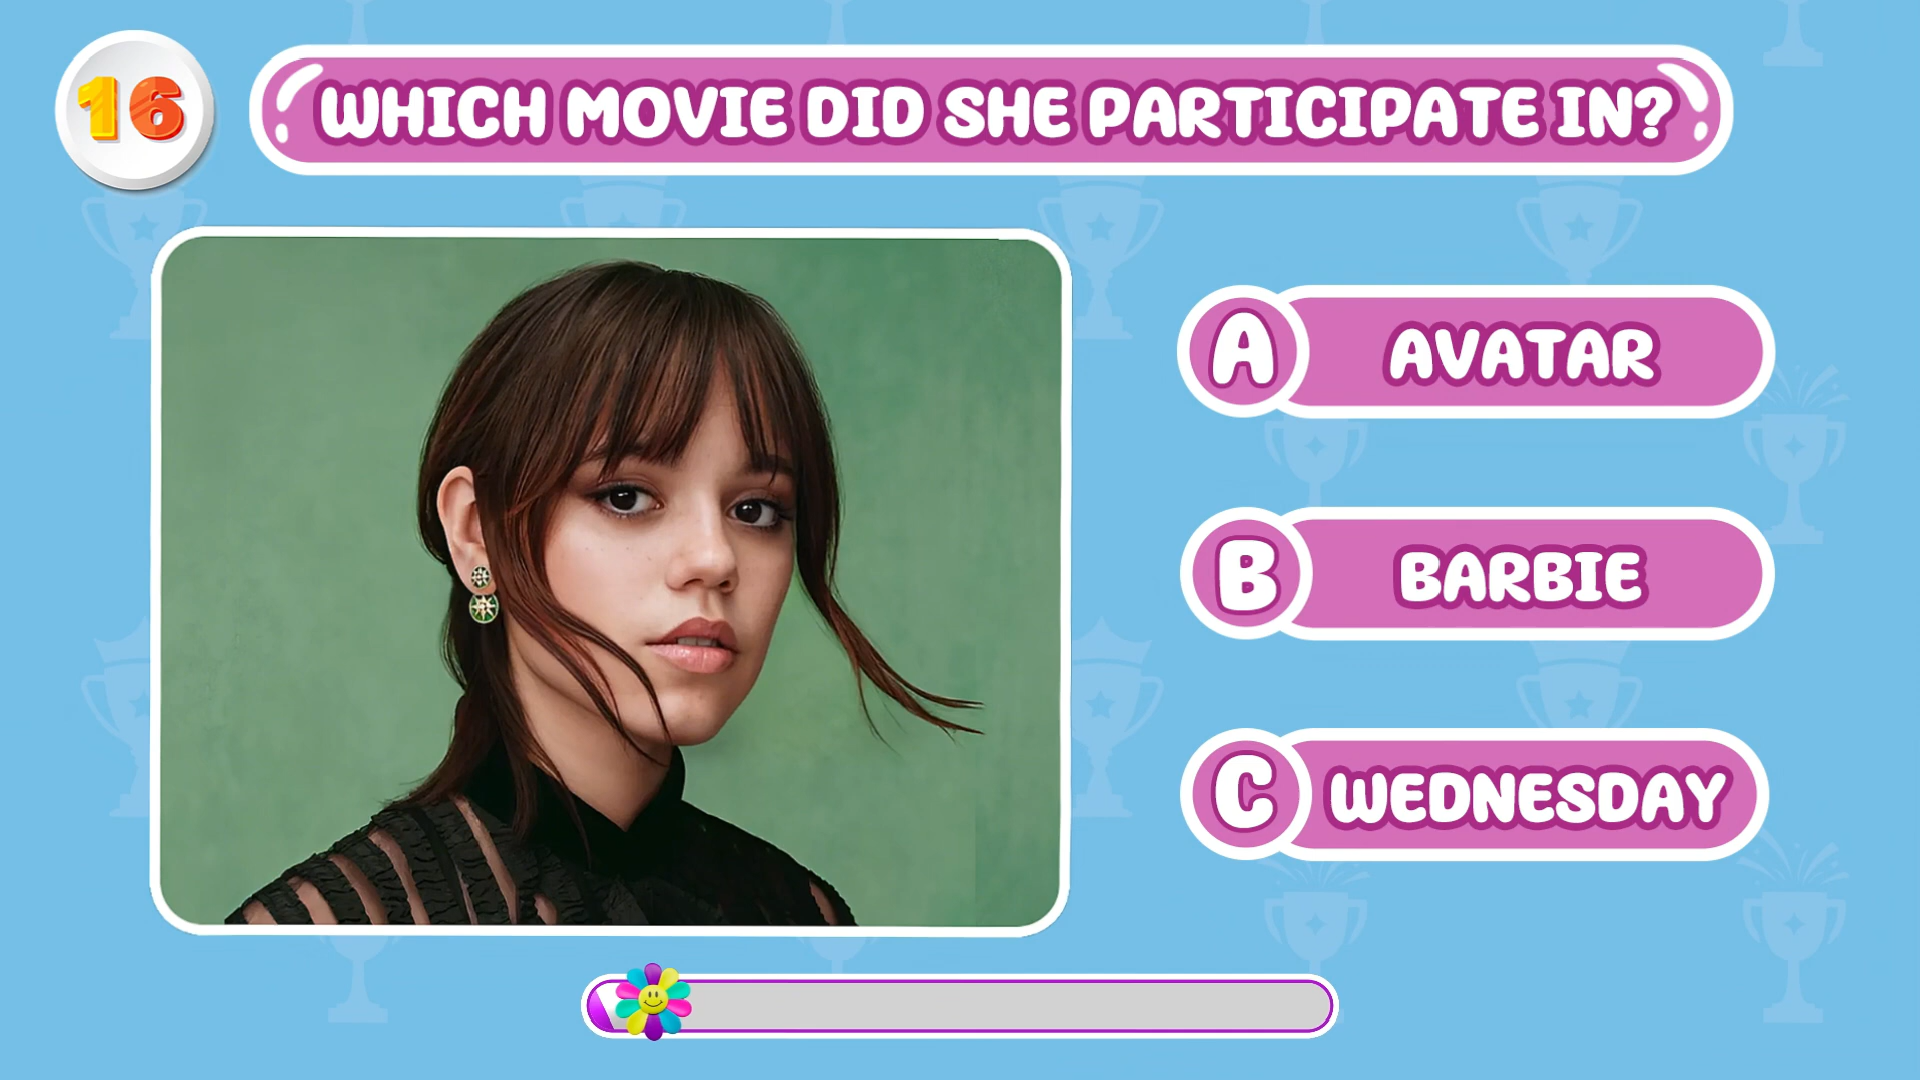 16
WHICH MOVIE DID SHE PARTICIPATE IN?
A AVATAR
B BARBIE
C WEDNESDAY